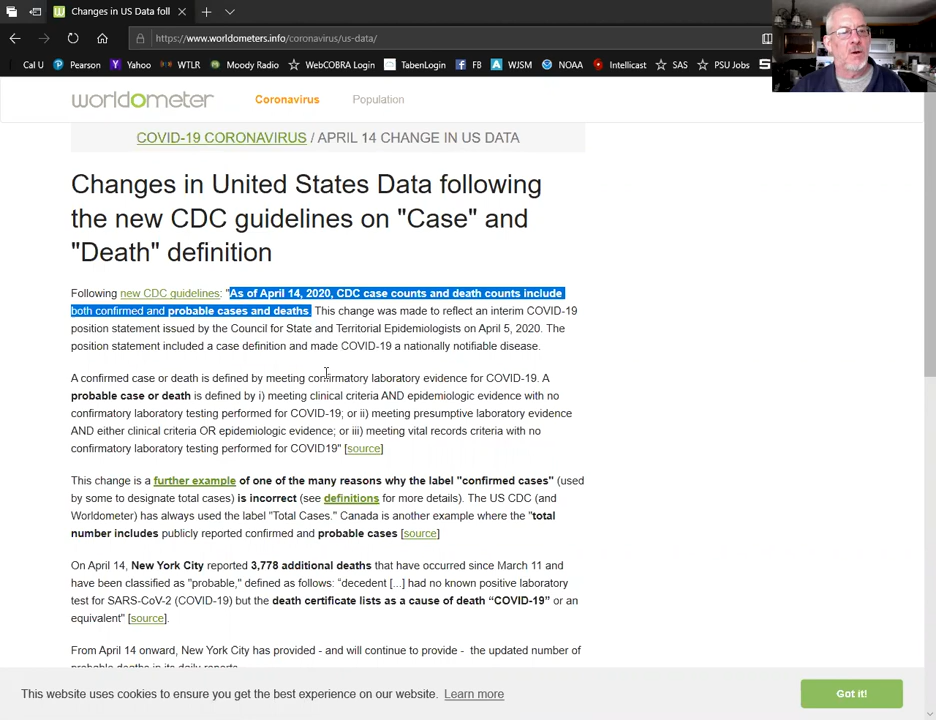 Changes in US Data foll
https://www.worldometers.info/coronavirus/us-data/
Cal U Pearson Yahoo WTLR Moody Radio WebCOBRA Login TabenLogin FB WJSM NOAA Intellicast SAS PSU Jobs
worldometer Coronavirus Population
COVID-19 CORONAVIRUS / APRIL 14 CHANGE IN US DATA
Changes in United States Data following
the new CDC guidelines on "Case" and
"Death" definition
Following new CDC guidelines: "As of April 14, 2020, CDC case counts and death counts include
both confirmed and probable cases and deaths. This change was made to reflect an interim COVID-19
position statement issued by the Council for State and Territorial Epidemiologists on April 5, 2020. The
position statement included a case definition and made COVID-19 a nationally notifiable disease.
A confirmed case or death is defined by meeting confirmatory laboratory evidence for COVID-19. A
probable case or death is defined by i) meeting clinical criteria AND epidemiologic evidence with no
confirmatory laboratory testing performed for COVID-19; or ii) meeting presumptive laboratory evidence
AND either clinical criteria OR epidemiologic evidence; or iii) meeting vital records criteria with no
confirmatory laboratory testing performed for COVID19" [source]
This change is a further example of one of the many reasons why the label "confirmed cases" (used
by some to designate total cases) is incorrect (see definitions for more details). The US CDC (and
Worldometer) has always used the label "Total Cases." Canada is another example where the "total
number includes publicly reported confirmed and probable cases [source]
On April 14, New York City reported 3,778 additional deaths that have occurred since March 11 and
have been classified as "probable," defined as follows: “decedent [...] had no known positive laboratory
test for SARS-CoV-2 (COVID-19) but the death certificate lists as a cause of death “COVID-19” or an
equivalent" [source].
From April 14 onward, New York City has provided - and will continue to provide - the updated number of
probable deaths in its daily reports
This website uses cookies to ensure you get the best experience on our website. Learn more
Got it!